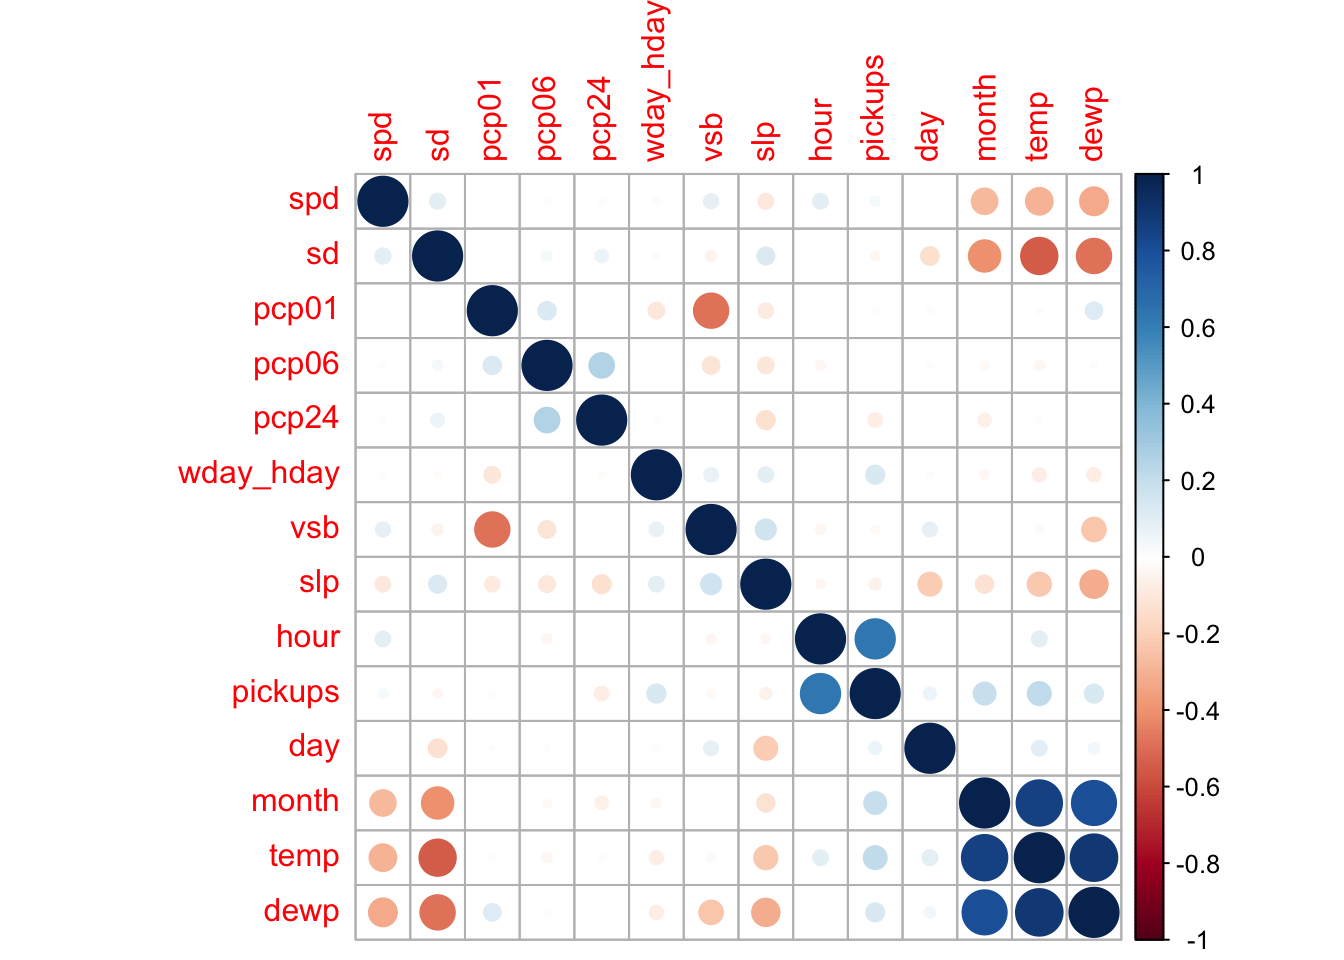 spd
sd
pcp01
pcp06
pcp24
wday_hday
vsb
slp
hour
pickups
day
month
temp
dewp
spd
sd
pcp01
pcp06
pcp24
wday_hday
vsb
slp
hour
pickups
day
month
temp
dewp
1
0.8
0.6
0.4
0.2
0
-0.2
-0.4
-0.6
-0.8
-1